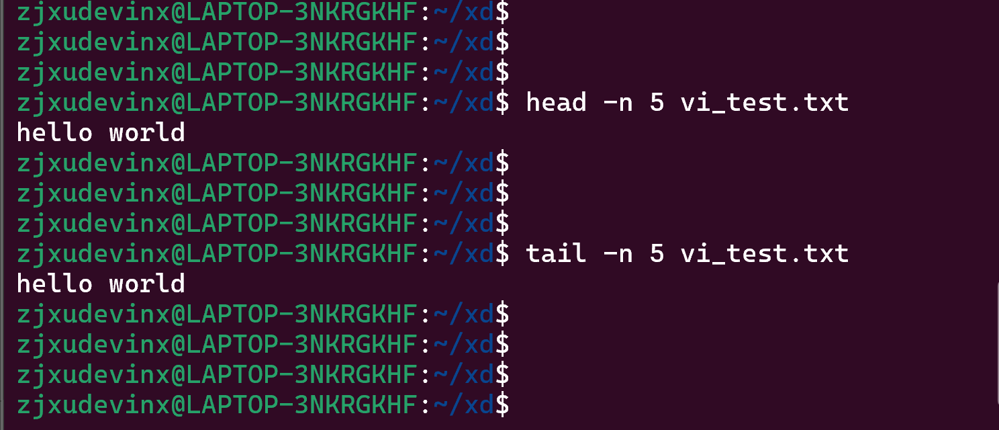 zjxudevinx@LAPTOP-3NKRGKHF:~/xd$
zjxudevinx@LAPTOP-3NKRGKHF:~/xd$
zjxudevinx@LAPTOP-3NKRGKHF:~/xd$
zjxudevinx@LAPTOP-3NKRGKHF:~/xd$ head -n 5 vi_test.txt
hello world
zjxudevinx@LAPTOP-3NKRGKHF:~/xd$
zjxudevinx@LAPTOP-3NKRGKHF:~/xd$
zjxudevinx@LAPTOP-3NKRGKHF:~/xd$
zjxudevinx@LAPTOP-3NKRGKHF:~/xd$ tail -n 5 vi_test.txt
hello world
zjxudevinx@LAPTOP-3NKRGKHF:~/xd$
zjxudevinx@LAPTOP-3NKRGKHF:~/xd$
zjxudevinx@LAPTOP-3NKRGKHF:~/xd$
zjxudevinx@LAPTOP-3NKRGKHF:~/xd$